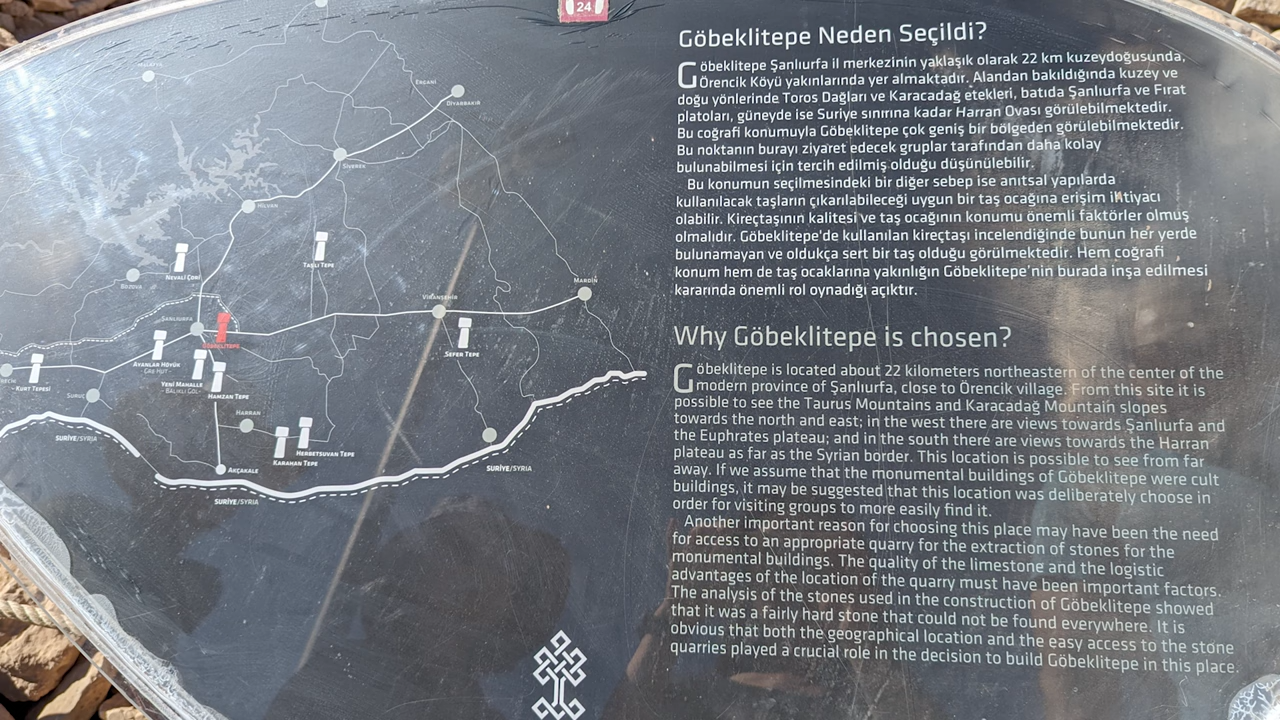 24
Göbeklitepe Neden Seçildi?
Göbeklitepe Şanlıurfa il merkezinin yaklaşık olarak 22 km kuzeydoğusunda,
Örencik Köyü yakınlarında yer almaktadır. Alandan bakıldığında kuzey ve
doğu yönlerinde Toros Dağları ve Karacadağ etekleri, batıda Şanlıurfa ve Fırat
platoları, güneyde ise Suriye sınırına kadar Harran Ovası görülebilmektedir.
Bu coğrafi konumuyla Göbeklitepe çok geniş bir bölgeden görülebilmektedir.
Bu noktanın burayı ziyaret edecek gruplar tarafından daha kolay
bulunabilmesi için tercih edilmiş olduğu düşünülebilir.
Bu konumun seçilmesindeki bir diğer sebep ise anıtsal yapılarda
kullanılacak taşların çıkarılabileceği uygun bir taş ocağına erişim ihtiyacı
olabilir. Kireçtaşının kalitesi ve taş ocağının konumu önemli faktörler olmuş
olmalıdır. Göbeklitepe'de kullanılan kireçtaşı incelendiğinde bunun her yerde
bulunamayan ve oldukça sert bir taş olduğu görülmektedir. Hem coğrafi
konum hem de taş ocaklarına yakınlığın Göbeklitepe'nin burada inşa edilmesi
kararında önemli rol oynadığı açıktır.
Why Göbeklitepe is chosen?
Göbeklitepe is located about 22 kilometers northeastern of the center of the
modern province of Şanlıurfa, close to Örencik village. From this site it is
possible to see the Taurus Mountains and Karacadağ Mountain slopes
towards the north and east; in the west there are views towards Şanlıurfa and
the Euphrates plateau; and in the south there are views towards the Harran
plateau as far as the Syrian border. This location is possible to see from far
away. If we assume that the monumental buildings of Göbeklitepe were cult
buildings, it may be suggested that this location was deliberately choose in
order for visiting groups to more easily find it.
Another important reason for choosing this place may have been the need
for access to an appropriate quarry for the extraction of stones for the
monumental buildings. The quality of the limestone and the logistic
advantages of the location of the quarry must have been important factors.
The analysis of the stones used in the construction of Göbeklitepe showed
that it was a fairly hard stone that could not be found everywhere. It is
obvious that both the geographical location and the easy access to the stone
quarries played a crucial role in the decision to build Göbeklitepe in this place.
MALATYA
ERGANİ
DİYARBAKIR
SİVEREK
HİLVAN
NEVALİ ÇORİ
TAŞLI TEPE
BOZOVA
MARDİN
VİRANŞEHİR
ŞANLIURFA
GÖBEKLİTEPE
SEFER TEPE
AYANLAR HÖYÜK
- GRE HUT -
- KURT TEPESİ
YENİ MAHALLE
- BALIKLI GÖL -
HAMZAN TEPE
SURUÇ
HARRAN
HERBETSUVAN TEPE
KARAHAN TEPE
AKÇAKALE
SURİYE/SYRIA
SURİYE/SYRIA
SURİYE/SYRIA